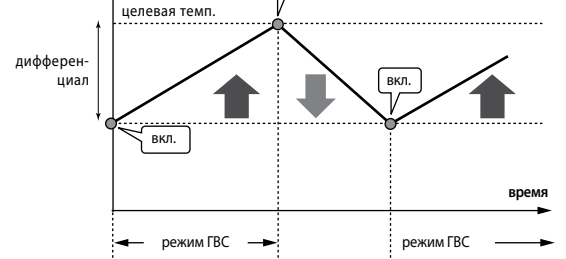 целевая темп.
дифферен-
циал
вкл.
вкл.
время
режим ГВС
режим ГВС